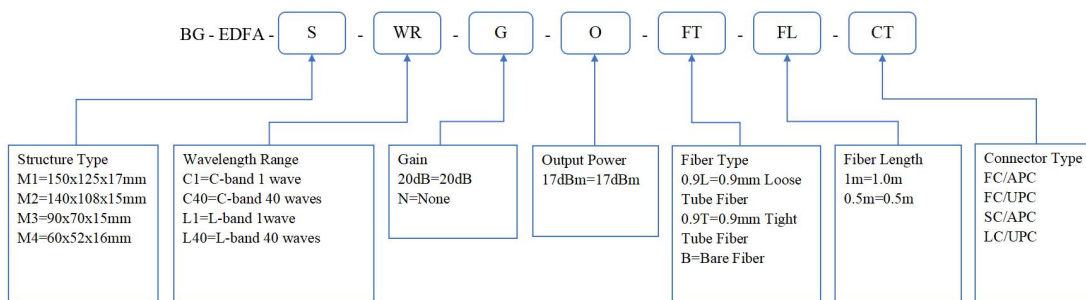 BG - EDFA - S - WR - G - O - FT - FL - CT
Structure Type
M1=150x125x17mm
M2=140x108x15mm
M3=90x70x15mm
M4=60x52x16mm
Wavelength Range
C1=C-band 1 wave
C40=C-band 40 waves
L1=L-band 1wave
L40=L-band 40 waves
Gain
20dB=20dB
N=None
Output Power
17dBm=17dBm
Fiber Type
0.9L=0.9mm Loose
Tube Fiber
0.9T=0.9mm Tight
Tube Fiber
B=Bare Fiber
Fiber Length
1m=1.0m
0.5m=0.5m
Connector Type
FC/APC
FC/UPC
SC/APC
LC/UPC